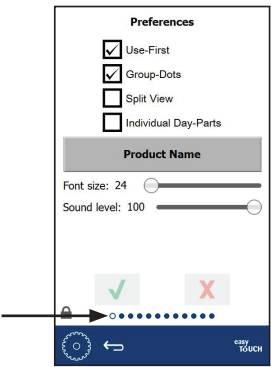 Preferences
Use-First
Group-Dots
Split View
Individual Day-Parts
Product Name
Font size: 24
Sound level: 100
easy
TÖUCH